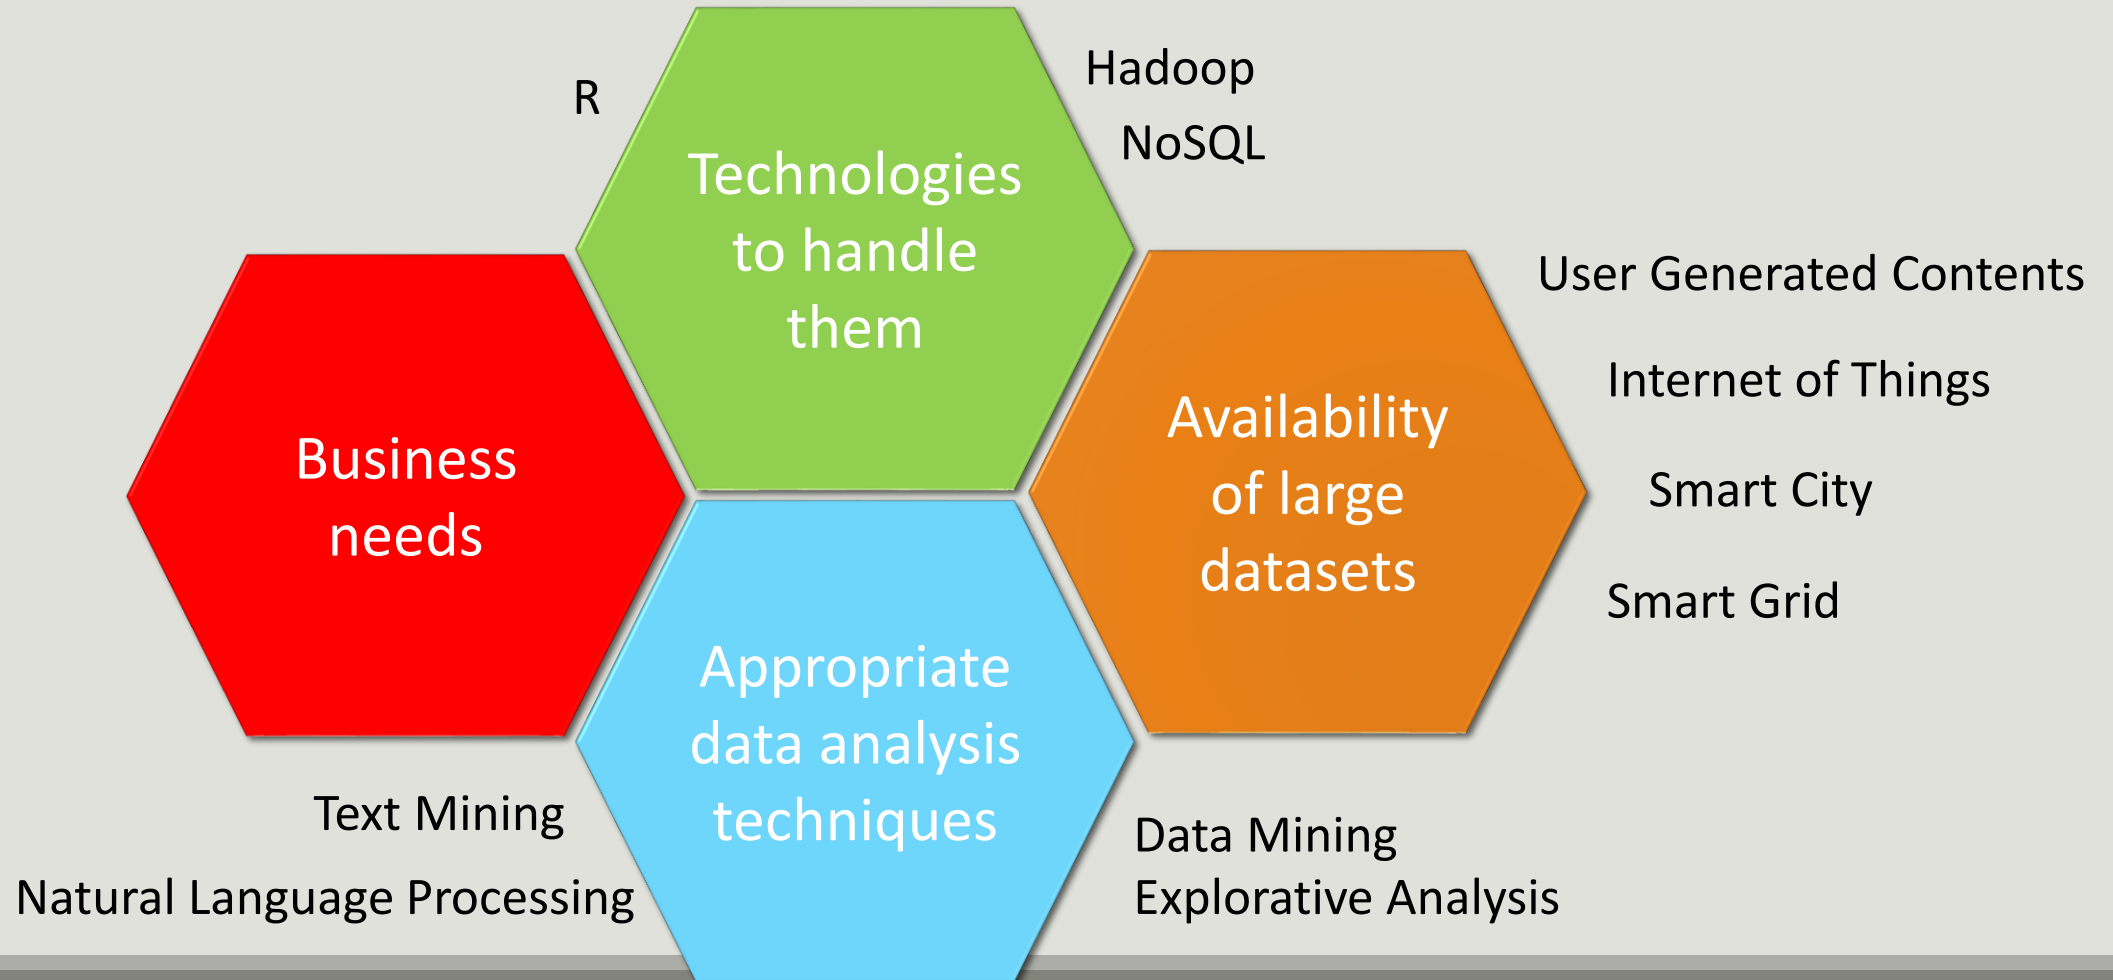 R
Hadoop
NoSQL
Technologies
to handle
them
Business
needs
Availability
of large
datasets
User Generated Contents
Internet of Things
Smart City
Smart Grid
Appropriate
data analysis
techniques
Text Mining
Natural Language Processing
Data Mining
Explorative Analysis